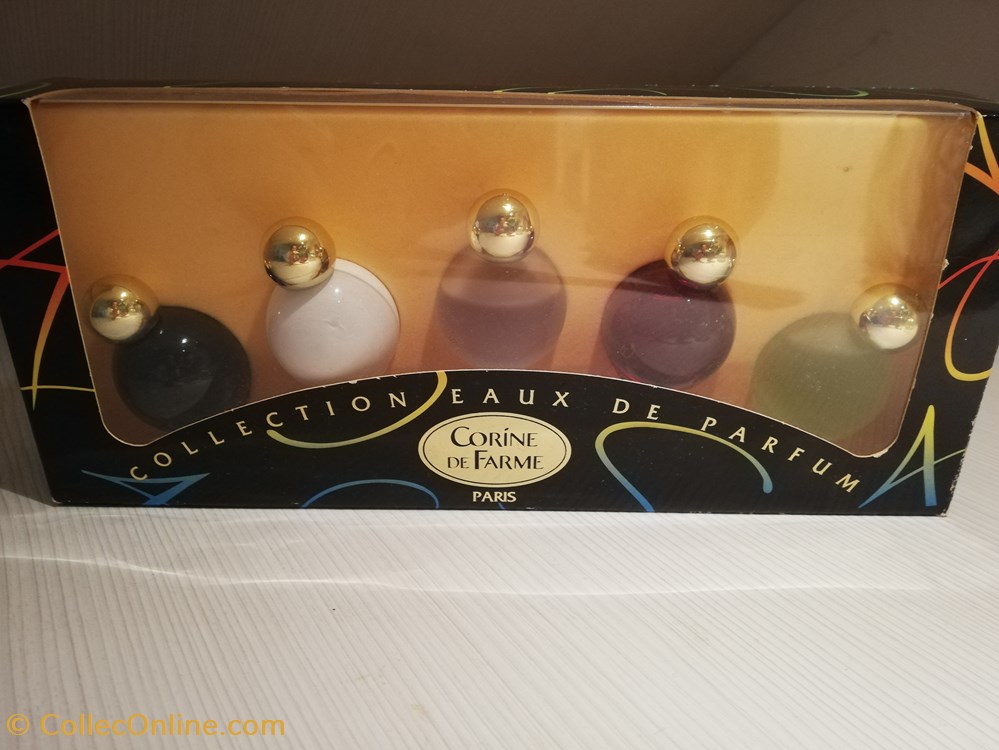 COLLECTION EAUX DE PARFUM
CORÍNE
DE FARME
PARIS
© CollecOnline.com